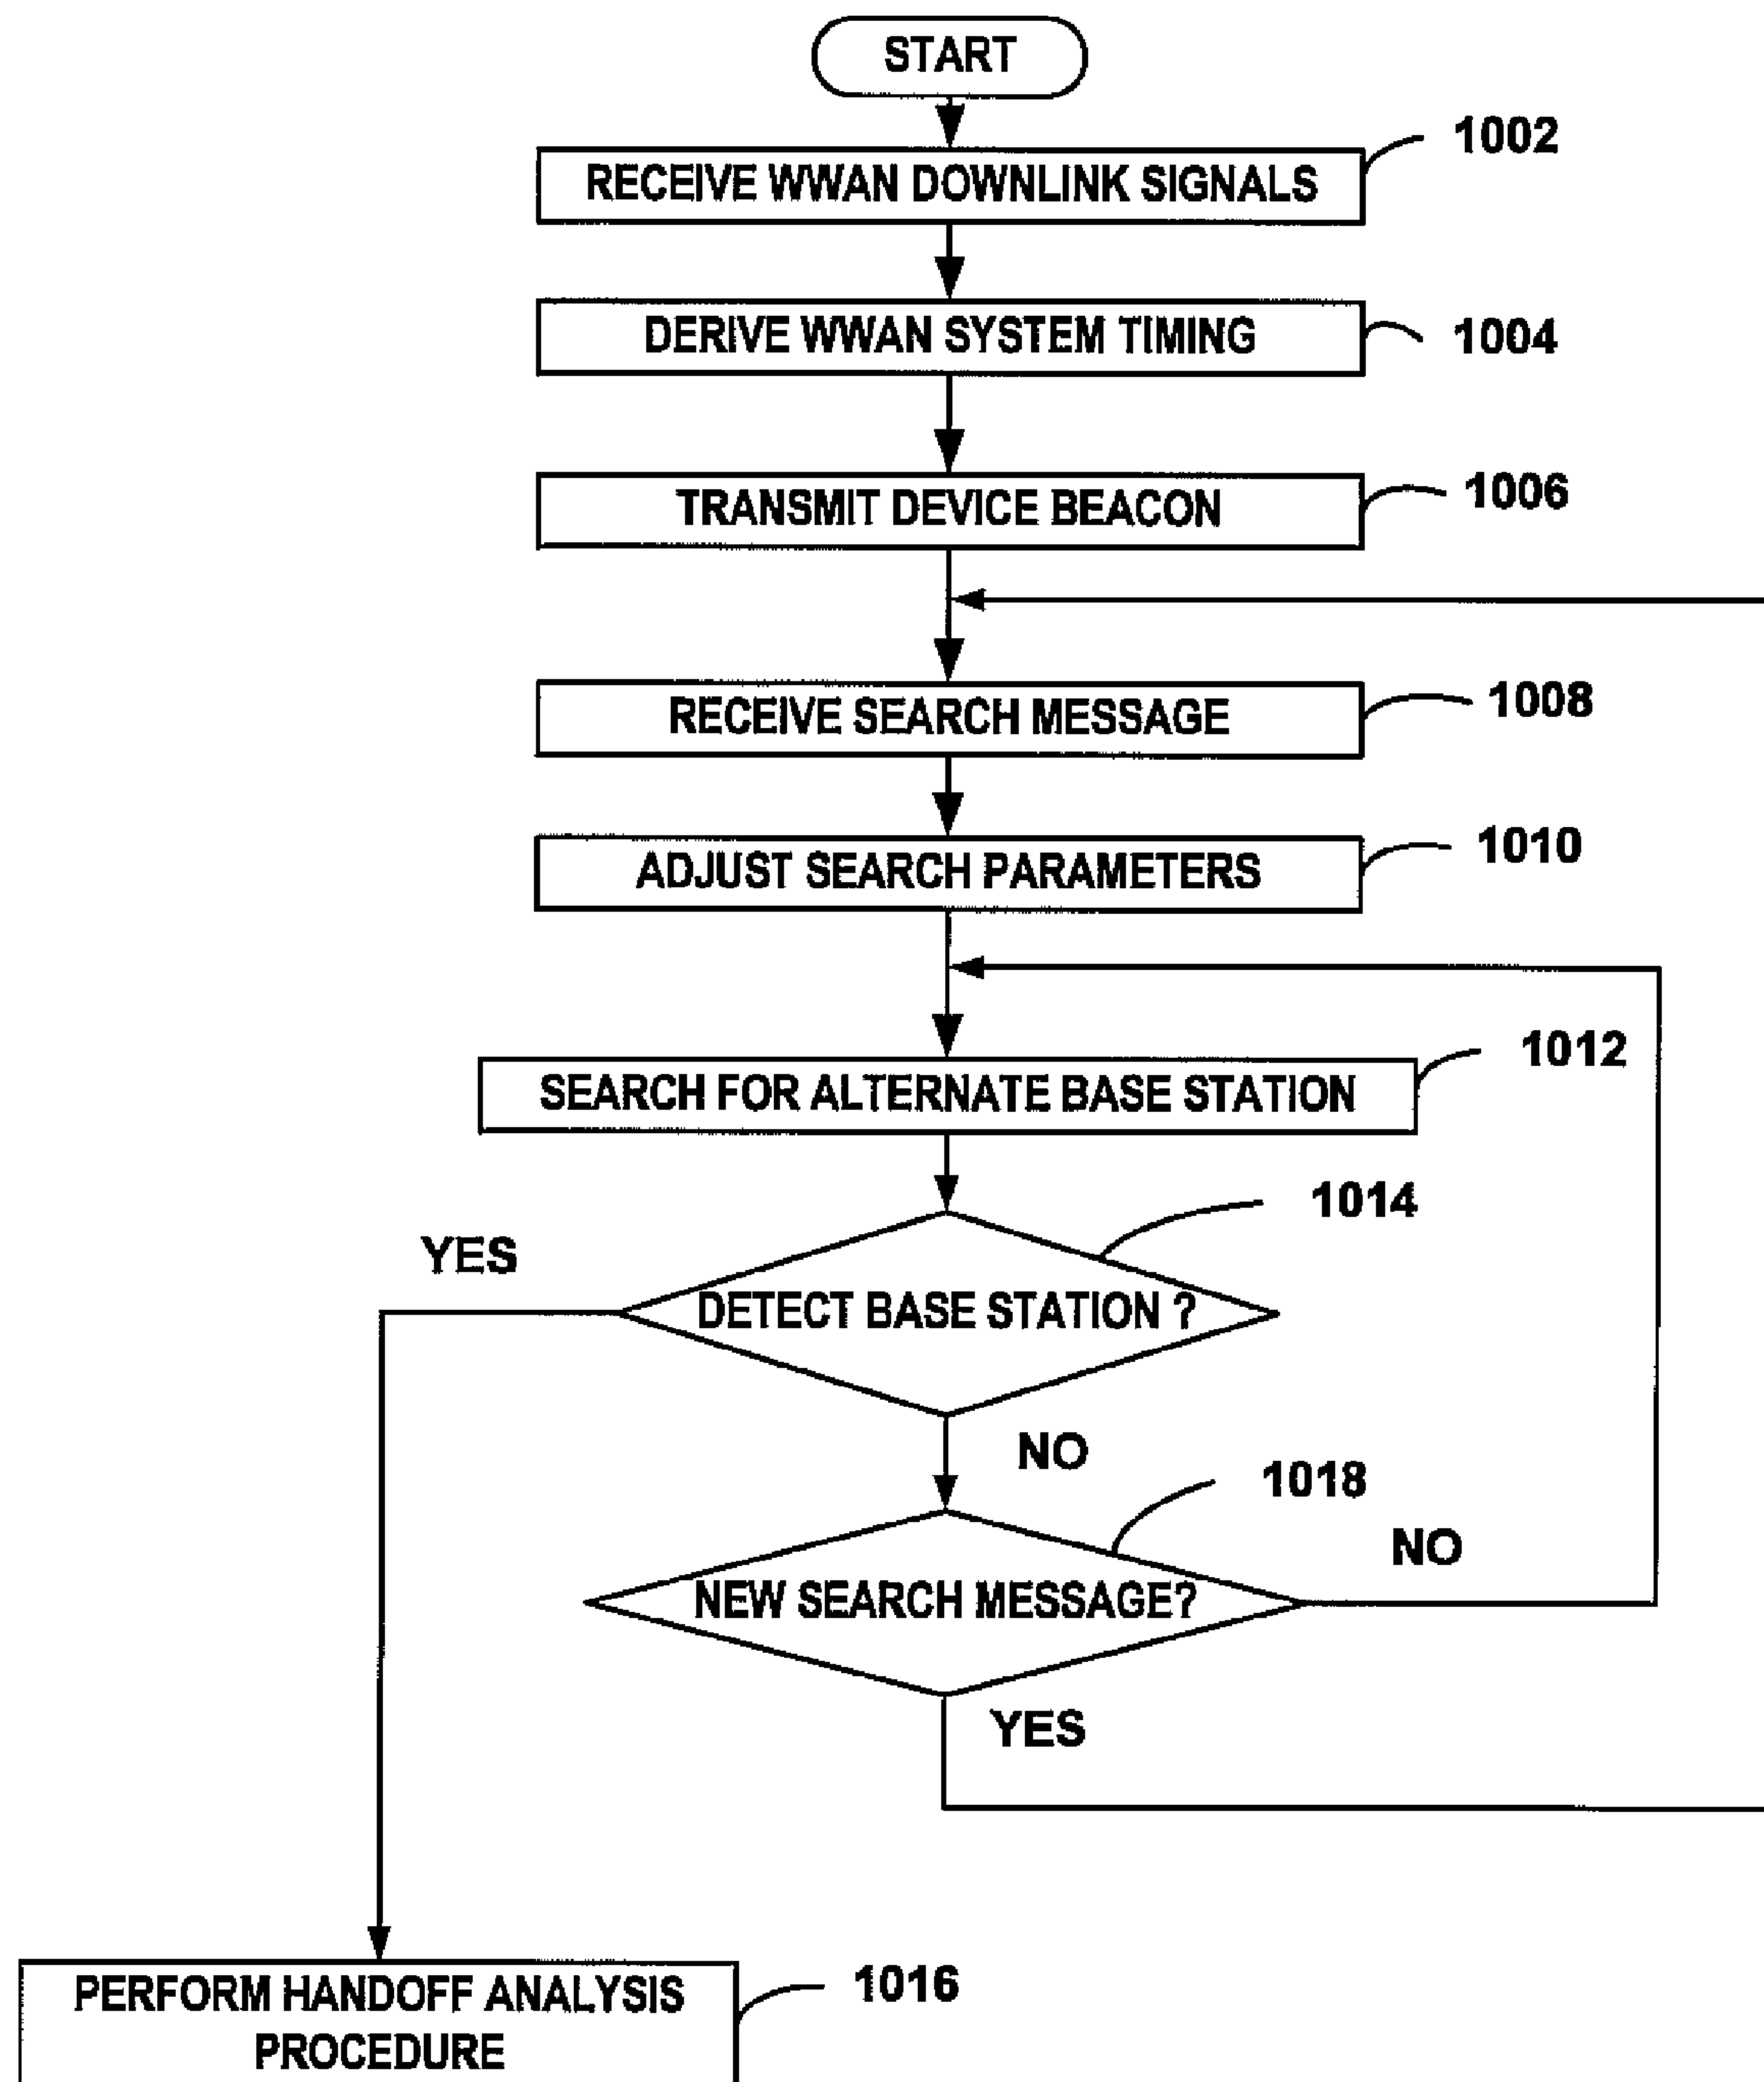 START
1002
RECEIVE WWAN DOWNLINK SIGNALS
DERIVE WWAN SYSTEM TIMING
1004
TRANSMIT DEVICE BEACON
1006
RECEIVE SEARCH MESSAGE
1008
ADJUST SEARCH PARAMETERS
1010
1012
SEARCH FOR ALTERNATE BASE STATION
1014
YES
DETECT BASE STATION ?
NO
1018
NO
NEW SEARCH MESSAGE?
YES
PERFORM HANDOFF ANALYSIS
PROCEDURE
1016